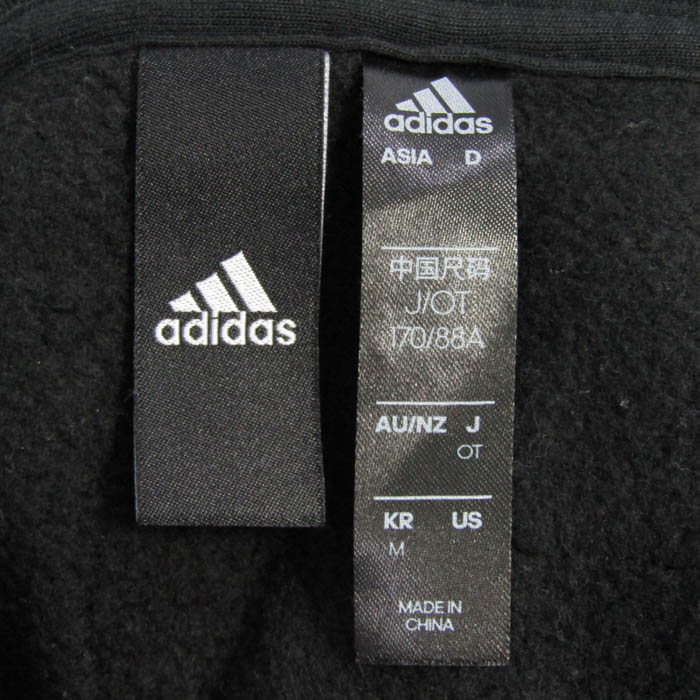 adidas
adidas
ASIA D
中国尺码
J/OT
170/88A
AU/NZ J
OT
KR US
M
MADE IN
CHINA